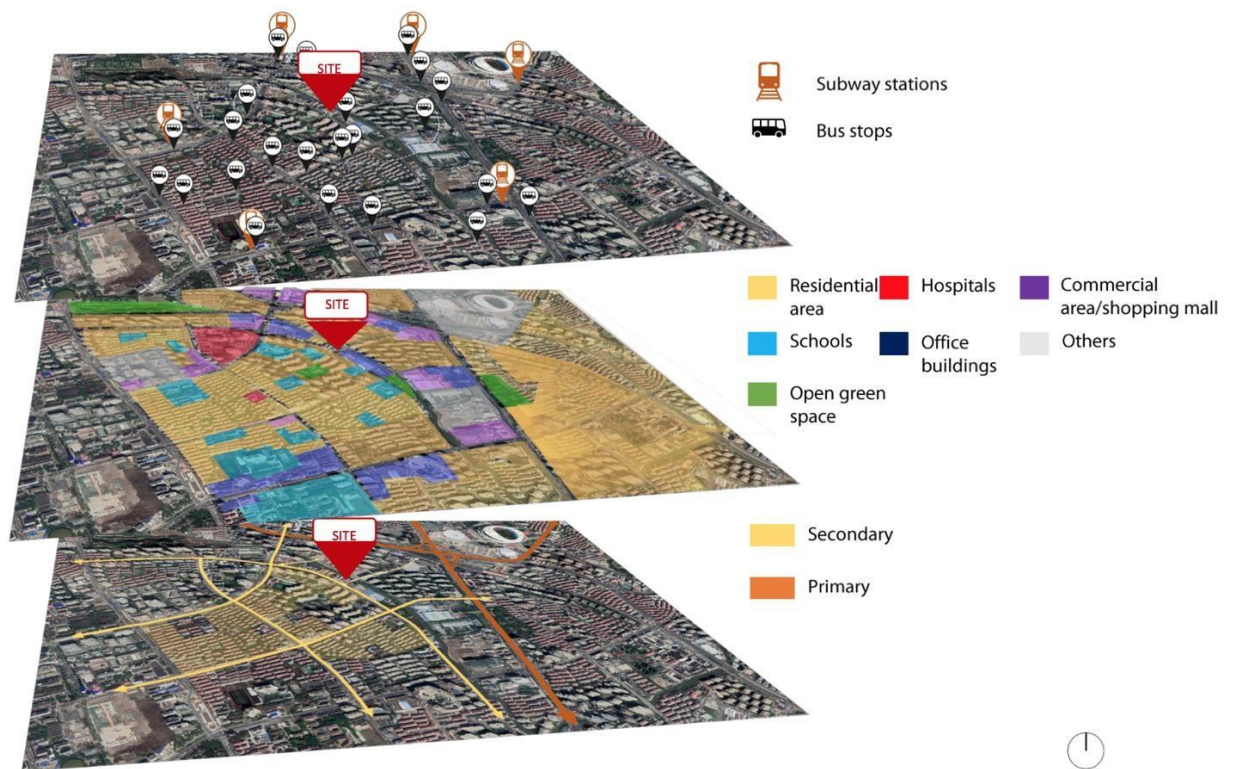 SITE
Subway stations
Bus stops
SITE
Residential area
Hospitals
Commercial area/shopping mall
Schools
Office buildings
Others
Open green space
SITE
Secondary
Primary